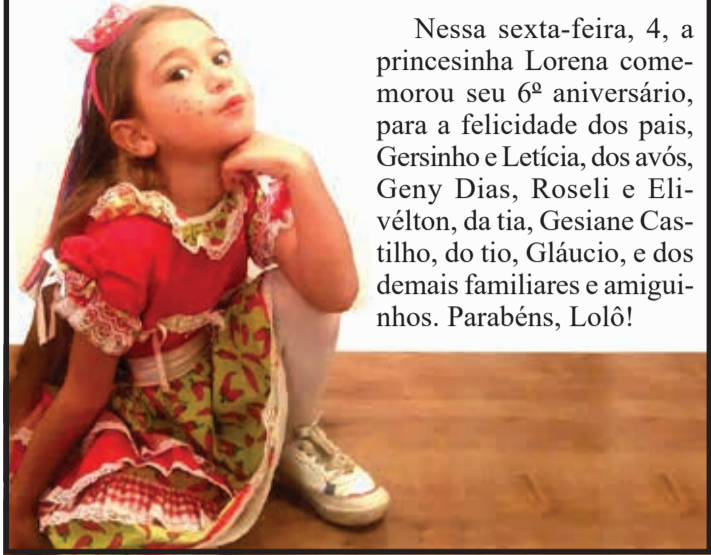 Nessa sexta-feira, 4, a
princesinha Lorena come-
morou seu 6º aniversário,
para a felicidade dos pais,
Gersinho e Letícia, dos avós,
Geny Dias, Roseli e Eli-
vélton, da tia, Gesiane Cas-
tilho, do tio, Gláucio, e dos
demais familiares e amigui-
nhos. Parabéns, Lolô!